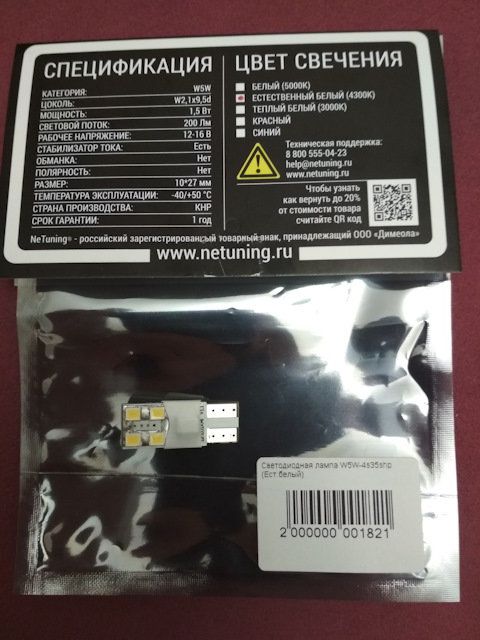 СПЕЦИФИКАЦИЯ
КАТЕГОРИЯ: W5W
ЦОКОЛЬ: W2,1x9,5d
МОЩНОСТЬ: 1,5 Вт
СВЕТОВОЙ ПОТОК: 200 Лм
РАБОЧЕЕ НАПРЯЖЕНИЕ: 12-16 В
СТАБИЛИЗАТОР ТОКА: Есть
ОБМАНКА: Нет
ПОЛЯРНОСТЬ: Нет
РАЗМЕР: 10*27 мм
ТЕМПЕРАТУРА ЭКСПЛУАТАЦИИ: -40/+50 °C
СТРАНА ПРОИЗВОДСТВА: КНР
СРОК ГАРАНТИИ: 1 год
ЦВЕТ СВЕЧЕНИЯ
БЕЛЫЙ (5000К)
ЕСТЕСТВЕННЫЙ БЕЛЫЙ (4300К)
ТЕПЛЫЙ БЕЛЫЙ (3000К)
КРАСНЫЙ
СИНИЙ
Техническая поддержка:
8 800 555-04-23
help@netuning.ru
www.netuning.ru
Чтобы узнать
как вернуть до 20%
от стоимости товара
считайте QR код
NeTuning® - российский зарегистрированый товарный знак, принадлежащий ООО «Димеола»
www.netuning.ru
Светодиодная лампа W5W-4s35ship
(Ест.белый)
2 000000 001821